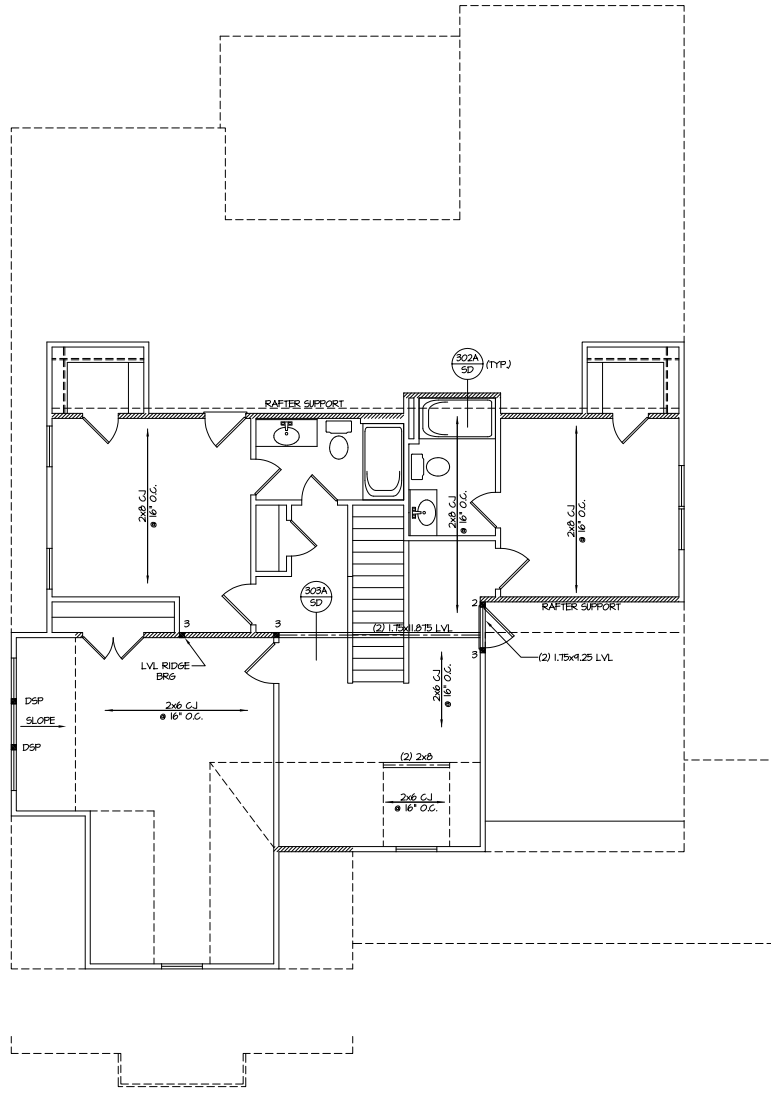 302A
SD
(TYP.)
RAFTER SUPPORT
2x8 CJ
@ 16" O.C.
2x8 CJ
@ 16" O.C.
2x8 CJ
@ 16" O.C.
303A
SD
2
RAFTER SUPPORT
3
3
(2) 1.75x11.875 LVL
3
(2) 1.75x9.25 LVL
LVL RIDGE
BRG
2x6 CJ
@ 16" O.C.
DSP
SLOPE
DSP
2x6 CJ
@ 16" O.C.
(2) 2x8
2x6 CJ
@ 16" O.C.